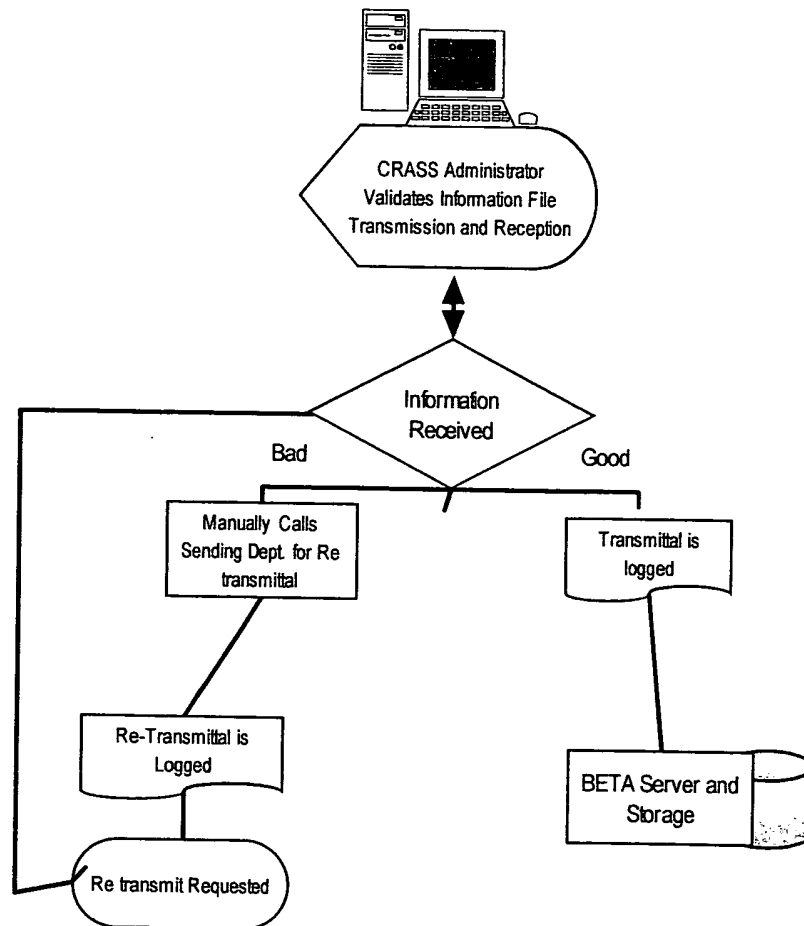 CRASS Administrator
Validates Information File
Transmission and Reception
Information
Received
Bad
Good
Manually Calls
Sending Dept. for Re
transmittal
Transmittal is
logged
Re-Transmittal is
Logged
BETA Server and
Storage
Re transmit Requested